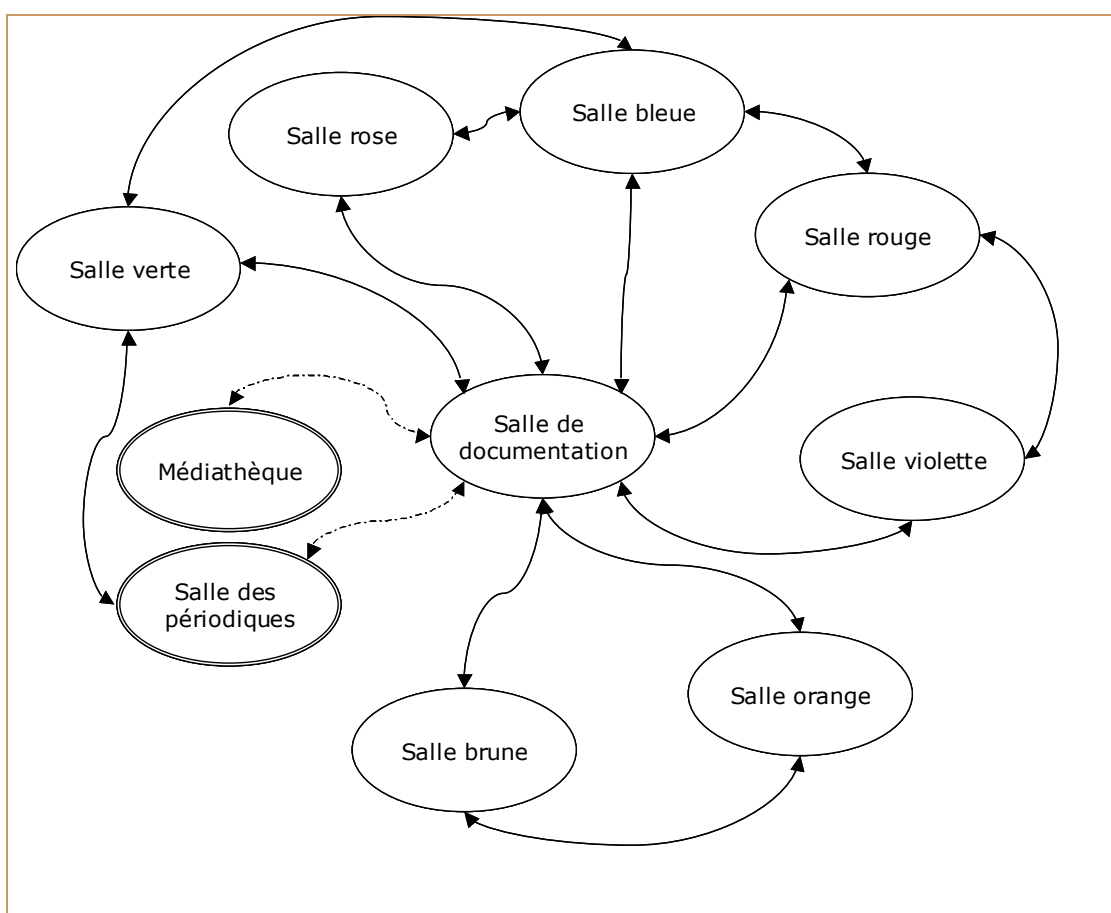 Salle bleue
Salle rose
Salle rouge
Salle verte
Salle de
documentation
Salle violette
Médiathèque
Salle des
périodiques
Salle orange
Salle brune